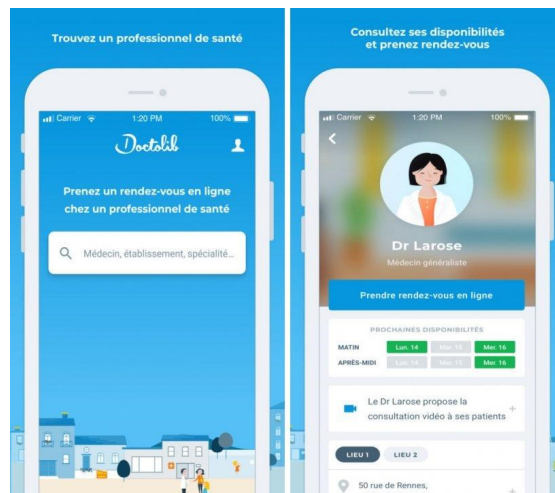 Trouvez un professionnel de santé
Carrier 1:20 PM 100%
Doctolib
Prenez un rendez-vous en ligne
chez un professionnel de santé
Médecin, établissement, spécialité...
Consultez ses disponibilités
et prenez rendez-vous
Carrier 1:20 PM 100%
Dr Larose
Médecin généraliste
Prendre rendez-vous en ligne
PROCHAINES DISPONIBILITÉS
MATIN Lun. 14 Mar. 15 Mer. 16
APRÈS-MIDI Lun. 14 Mar. 15 Mer. 16
Le Dr Larose propose la
consultation vidéo à ses patients +
LIEU 1 LIEU 2
50 rue de Rennes,